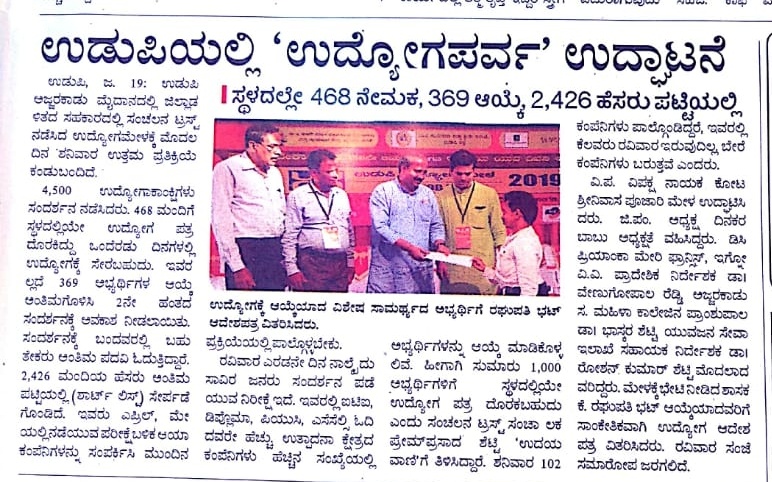 ಉಡುಪಿಯಲ್ಲಿ ‘ಉದ್ಯೋಗಪರ್ವ’ ಉದ್ಘಾಟನೆ
ಸ್ಥಳದಲ್ಲೇ 468 ನೇಮಕ, 369 ಆಯ್ಕೆ, 2,426 ಹೆಸರು ಪಟ್ಟಿಯಲ್ಲಿ
ಉಡುಪಿ, ಜ. 19: ಉಡುಪಿ
ಅಜ್ಜರಕಾಡು ಮೈದಾನದಲ್ಲಿ ಜಿಲ್ಲಾಡ
ಳಿತದ ಸಹಕಾರದಲ್ಲಿ ಸಂಚಲನ ಟ್ರಸ್ಟ್
ನಡೆಸಿದ ಉದ್ಯೋಗಮೇಳಕ್ಕೆ ಮೊದಲ
ದಿನ ಶನಿವಾರ ಉತ್ತಮ ಪ್ರತಿಕ್ರಿಯೆ
ಕಂಡುಬಂದಿದೆ.
4,500 ಉದ್ಯೋಗಾಕಾಂಕ್ಷಿಗಳು
ಸಂದರ್ಶನ ನಡೆಸಿದರು. 468 ಮಂದಿಗೆ
ಸ್ಥಳದಲ್ಲಿಯೇ ಉದ್ಯೋಗ ಪತ್ರ
ದೊರಕಿದ್ದು ಒಂದೆರಡು ದಿನಗಳಲ್ಲಿ
ಉದ್ಯೋಗಕ್ಕೆ ಸೇರಬಹುದು. ಇವರ
ಲ್ಲದೆ 369 ಅಭ್ಯರ್ಥಿಗಳ ಆಯ್ಕೆ
ಅಂತಿಮಗೊಳಿಸಿ 2ನೇ ಹಂತದ
ಸಂದರ್ಶನಕ್ಕೆ ಅವಕಾಶ ನೀಡಲಾಯಿತು.
ಸಂದರ್ಶನಕ್ಕೆ ಬಂದವರಲ್ಲಿ ಬಹು
ತೇಕರು ಅಂತಿಮ ಪದವಿ ಓದುತ್ತಿದ್ದಾರೆ.
2,426 ಮಂದಿಯ ಹೆಸರು ಅಂತಿಮ
ಪಟ್ಟಿಯಲ್ಲಿ (ಶಾರ್ಟ್ ಲಿಸ್ಟ್) ಸೇರ್ಪಡೆ
ಗೊಂಡಿದೆ. ಇವರು ಎಪ್ರಿಲ್, ಮೇ
ಯಲ್ಲಿ ನಡೆಯುವ ಪರೀಕ್ಷೆ ಬಳಿಕ ಆಯಾ
ಕಂಪೆನಿಗಳನ್ನು ಸಂಪರ್ಕಿಸಿ ಮುಂದಿನ
ಉಡುಪಿ ಉದ್ಯೋಗ ಮೇಳ 2019
ಉದ್ಯೋಗಕ್ಕೆ ಆಯ್ಕೆಯಾದ ವಿಶೇಷ ಸಾಮರ್ಥ್ಯದ ಅಭ್ಯರ್ಥಿಗೆ ರಘುಪತಿ ಭಟ್
ಆದೇಶಪತ್ರ ವಿತರಿಸಿದರು.
ಪ್ರಕ್ರಿಯೆಯಲ್ಲಿ ಪಾಲ್ಗೊಳ್ಳಬೇಕು.
ರವಿವಾರ ಎರಡನೇ ದಿನ ನಾಲ್ಕೈದು
ಸಾವಿರ ಜನರು ಸಂದರ್ಶನ ಪಡೆ
ಯುವ ನಿರೀಕ್ಷೆ ಇದೆ. ಇವರಲ್ಲಿ ಐಟಿಐ,
ಡಿಪ್ಲೊಮಾ, ಪಿಯುಸಿ, ಎಸೆಸೆಲ್ಸಿ ಓದಿ
ದವರೇ ಹೆಚ್ಚು. ಉತ್ಪಾದನಾ ಕ್ಷೇತ್ರದ
ಕಂಪೆನಿಗಳು ಹೆಚ್ಚಿನ ಸಂಖ್ಯೆಯಲ್ಲಿ
ಅಭ್ಯರ್ಥಿಗಳನ್ನು ಆಯ್ಕೆ ಮಾಡಿಕೊಳ್ಳ
ಲಿವೆ. ಹೀಗಾಗಿ ಸುಮಾರು 1,000
ಅಭ್ಯರ್ಥಿಗಳಿಗೆ ಸ್ಥಳದಲ್ಲಿಯೇ
ಉದ್ಯೋಗ ಪತ್ರ ದೊರಕಬಹುದು
ಎಂದು ಸಂಚಲನ ಟ್ರಸ್ಟ್ ಸಂಚಾ ಲಕ
ಪ್ರೇಮ್‌ಪ್ರಸಾದ ಶೆಟ್ಟಿ ‘ಉದಯ
ವಾಣಿ’ಗೆ ತಿಳಿಸಿದ್ದಾರೆ. ಶನಿವಾರ 102
ಕಂಪೆನಿಗಳು ಪಾಲ್ಗೊಂಡಿದ್ದರೆ, ಇವರಲ್ಲಿ
ಕೆಲವರು ರವಿವಾರ ಇರುವುದಿಲ್ಲ, ಬೇರೆ
ಕಂಪೆನಿಗಳು ಬರುತ್ತವೆ ಎಂದರು.
ವಿ.ಪ. ವಿಪಕ್ಷ ನಾಯಕ ಕೋಟ
ಶ್ರೀನಿವಾಸ ಪೂಜಾರಿ ಮೇಳ ಉದ್ಘಾಟಿಸಿ
ದರು. ಜಿ.ಪಂ. ಅಧ್ಯಕ್ಷ ದಿನಕರ
ಬಾಬು ಅಧ್ಯಕ್ಷತೆ ವಹಿಸಿದ್ದರು. ಡಿಸಿ
ಪ್ರಿಯಾಂಕಾ ಮೇರಿ ಫ್ರಾನ್ಸಿಸ್, ಇಗ್ನೋ
ವಿ.ವಿ. ಪ್ರಾದೇಶಿಕ ನಿರ್ದೇಶಕ ಡಾ।
ವೇಣುಗೋಪಾಲ ರೆಡ್ಡಿ, ಅಜ್ಜರಕಾಡು
ಸ. ಮಹಿಳಾ ಕಾಲೇಜಿನ ಪ್ರಾಂಶುಪಾಲ
ಡಾ। ಭಾಸ್ಕರ ಶೆಟ್ಟಿ ಯುವಜನ ಸೇವಾ
ಇಲಾಖೆ ಸಹಾಯಕ ನಿರ್ದೇಶಕ ಡಾ।
ರೋಶನ್ ಕುಮಾರ್ ಶೆಟ್ಟಿ ಮೊದಲಾದ
ವರಿದ್ದರು. ಮೇಳಕ್ಕೆ ಭೇಟಿ ನೀಡಿದ ಶಾಸಕ
ಕೆ. ರಘುಪತಿ ಭಟ್ ಆಯ್ಕೆಯಾದವರಿಗೆ
ಸಾಂಕೇತಿಕವಾಗಿ ಉದ್ಯೋಗ ಆದೇಶ
ಪತ್ರ ವಿತರಿಸಿದರು. ರವಿವಾರ ಸಂಜೆ
ಸಮಾರೋಪ ಜರಗಲಿದೆ.